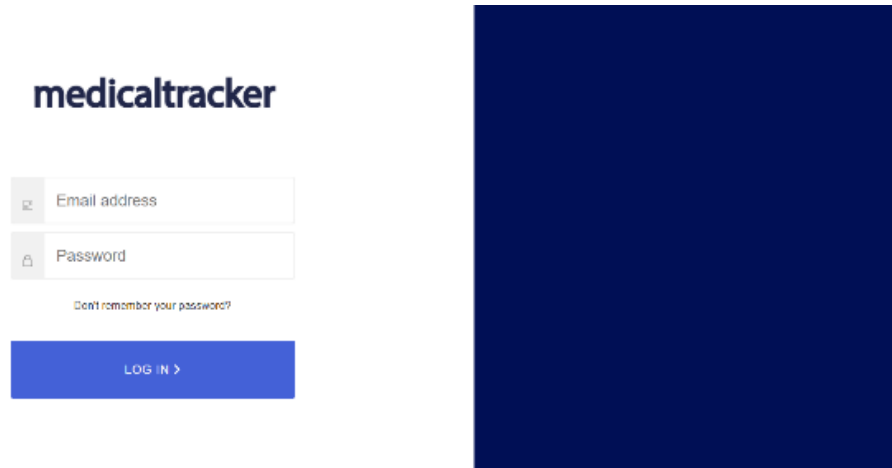 medicaltracker
Email address
Password
Don't remember your password?
LOG IN >